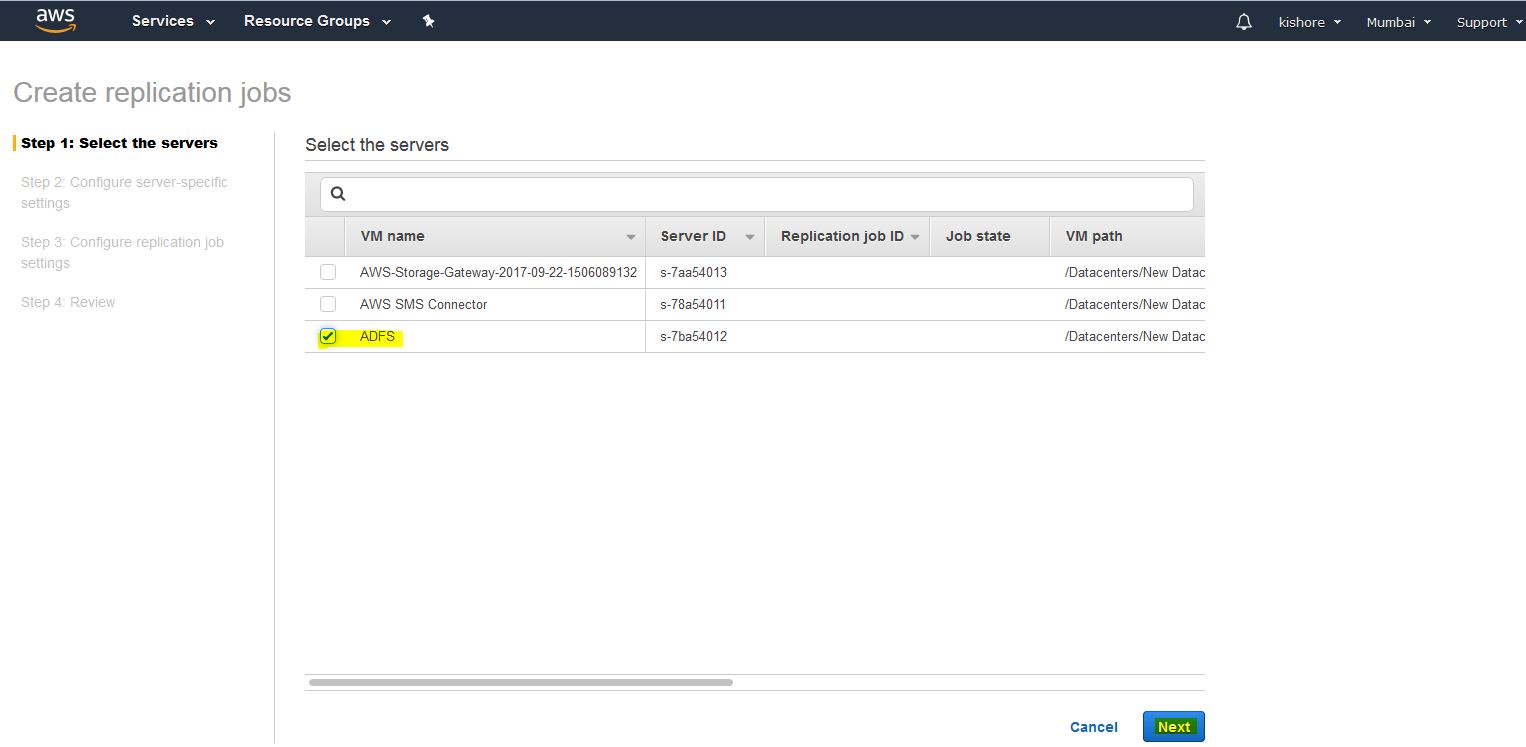 aws Services Resource Groups kishore Mumbai Support
Create replication jobs
Step 1: Select the servers
Step 2: Configure server-specific
settings
Step 3: Configure replication job
settings
Step 4: Review
Select the servers
VM name Server ID Replication job ID Job state VM path
AWS-Storage-Gateway-2017-09-22-1506089132 s-7aa54013 /Datacenters/New Datac
AWS SMS Connector s-78a54011 /Datacenters/New Datac
ADFS s-7ba54012 /Datacenters/New Datac
Cancel Next